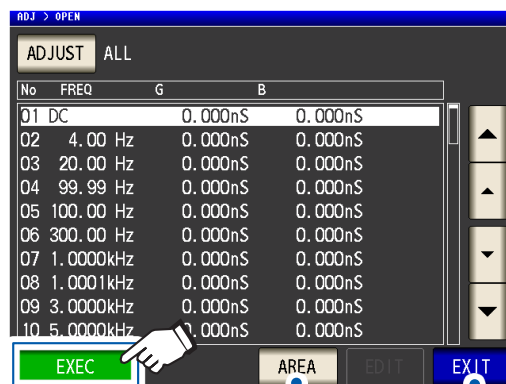 ADJ > OPEN
ADJUST ALL
No FREQ G B
01 DC 0.000nS 0.000nS
02 4.00 Hz 0.000nS 0.000nS
03 20.00 Hz 0.000nS 0.000nS
04 99.99 Hz 0.000nS 0.000nS
05 100.00 Hz 0.000nS 0.000nS
06 300.00 Hz 0.000nS 0.000nS
07 1.0000kHz 0.000nS 0.000nS
08 1.0001kHz 0.000nS 0.000nS
09 3.0000kHz 0.000nS 0.000nS
10 5.0000kHz 0.000nS 0.000nS
EXEC AREA EDIT EXIT